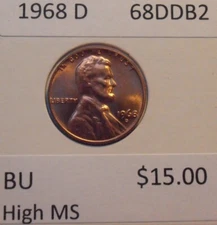 1968 D 68DDB2
LIBERTY
1968
D
BU $15.00
High MS